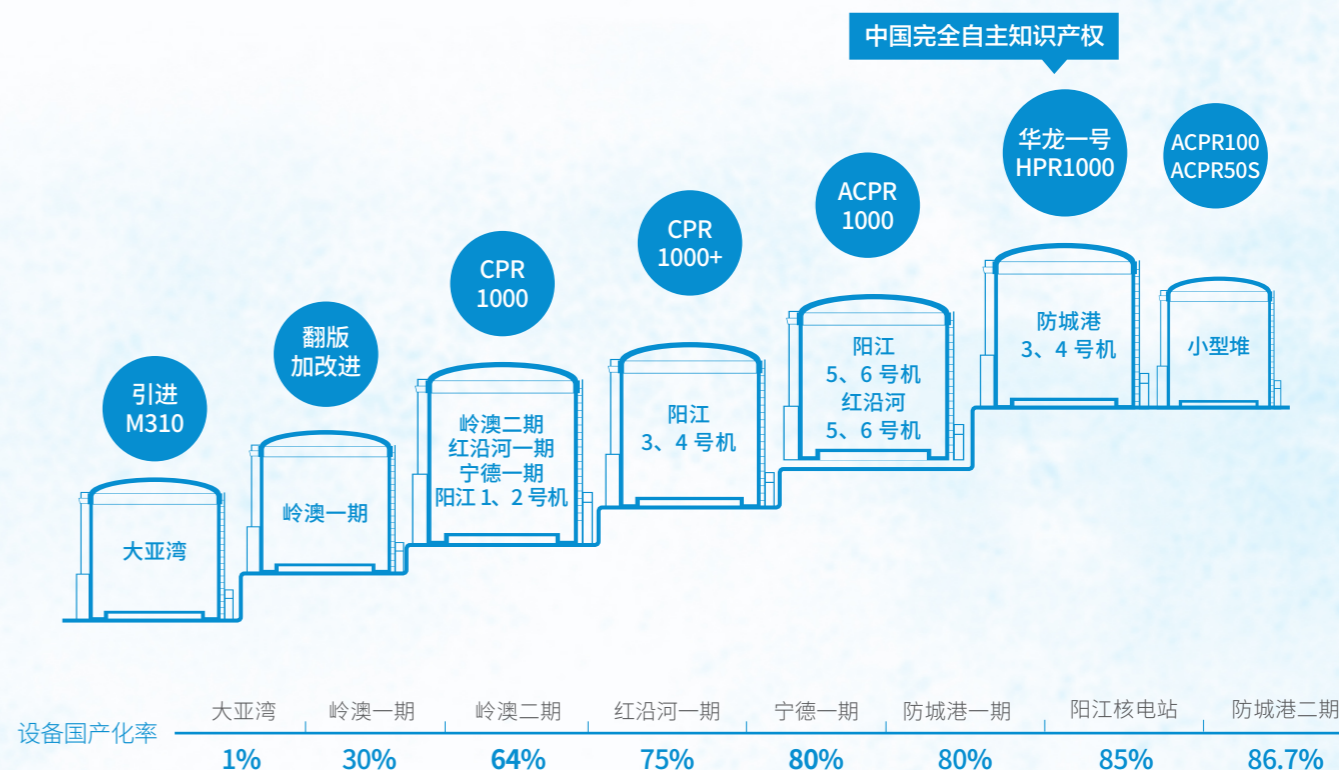 中国完全自主知识产权
华龙一号
HPR1000
ACPR100
ACPR50S
ACPR
1000
CPR
1000+
CPR
1000
翻版
加改进
引进
M310
大亚湾
岭澳一期
岭澳二期
红沿河一期
宁德一期
阳江 1、2 号机
阳江
3、4 号机
阳江
5、6 号机
红沿河
5、6 号机
防城港
3、4 号机
小型堆
设备国产化率
大亚湾 岭澳一期 岭澳二期 红沿河一期 宁德一期 防城港一期 阳江核电站 防城港二期
1% 30% 64% 75% 80% 80% 85% 86.7%